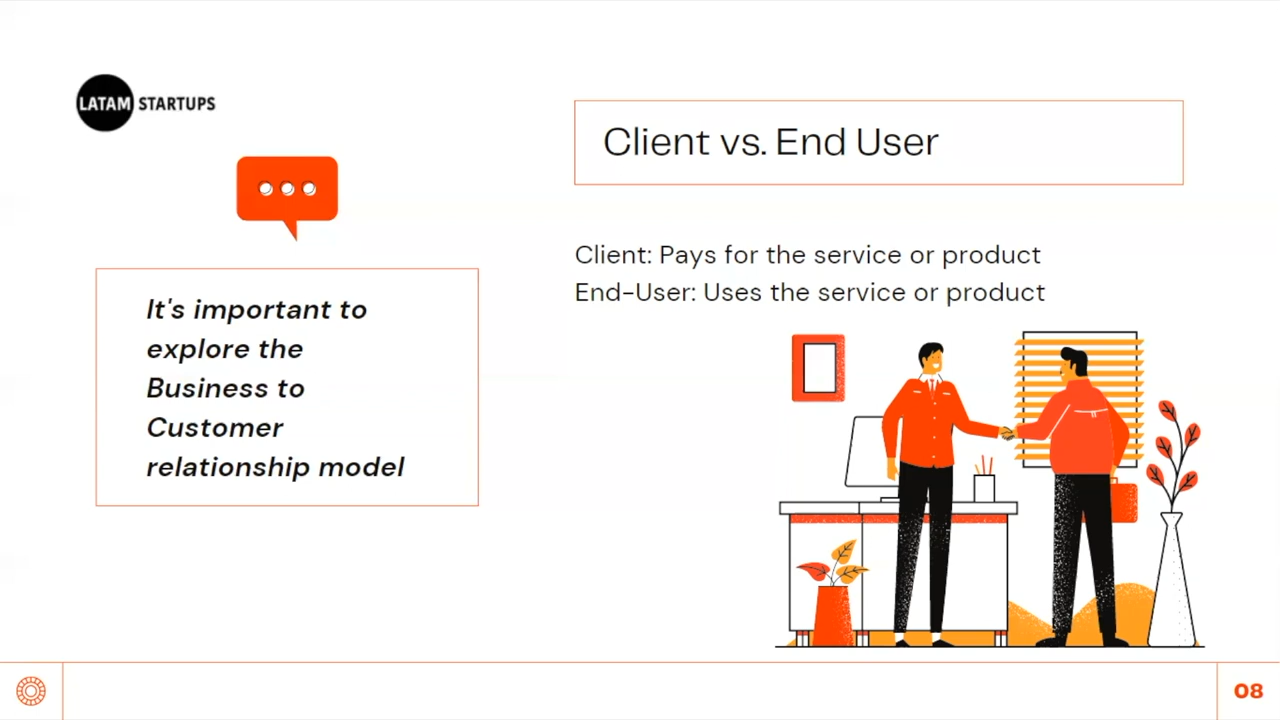 LATAM STARTUPS
Client vs. End User
It's important to
explore the
Business to
Customer
relationship model
Client: Pays for the service or product
End-User: Uses the service or product
08